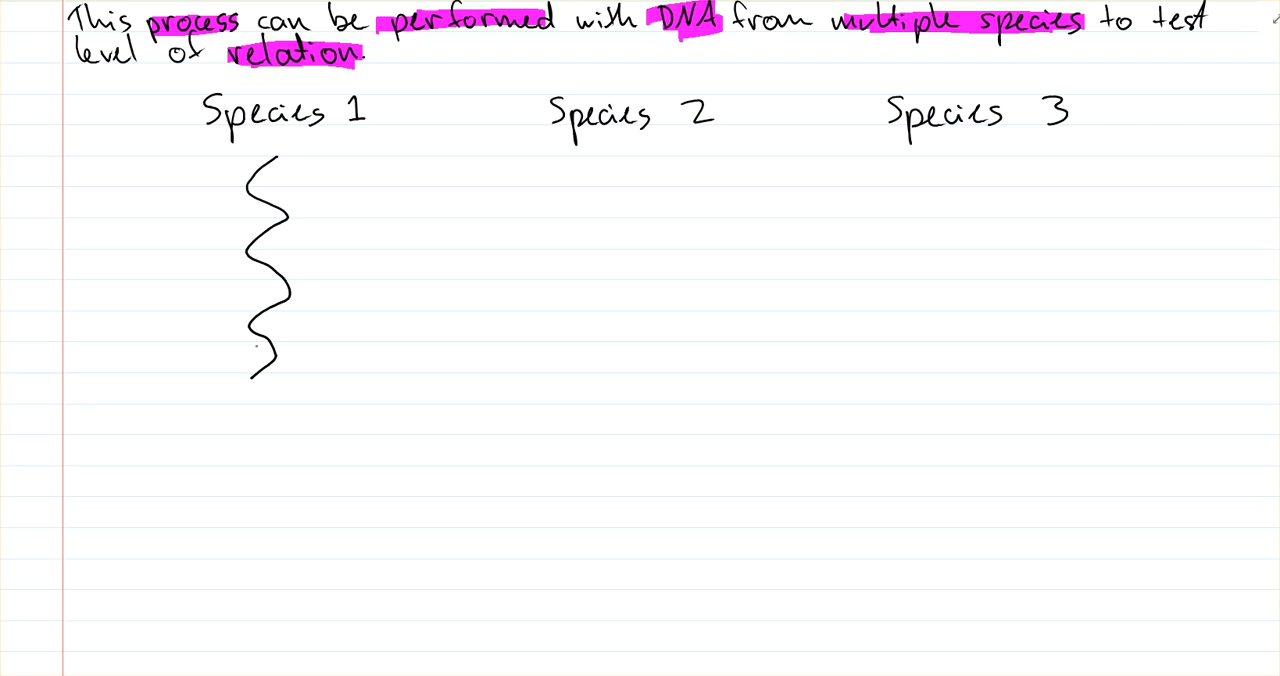 This process can be performed with DNA from multiple species to test
level of relation.
Species 1 Species 2 Species 3